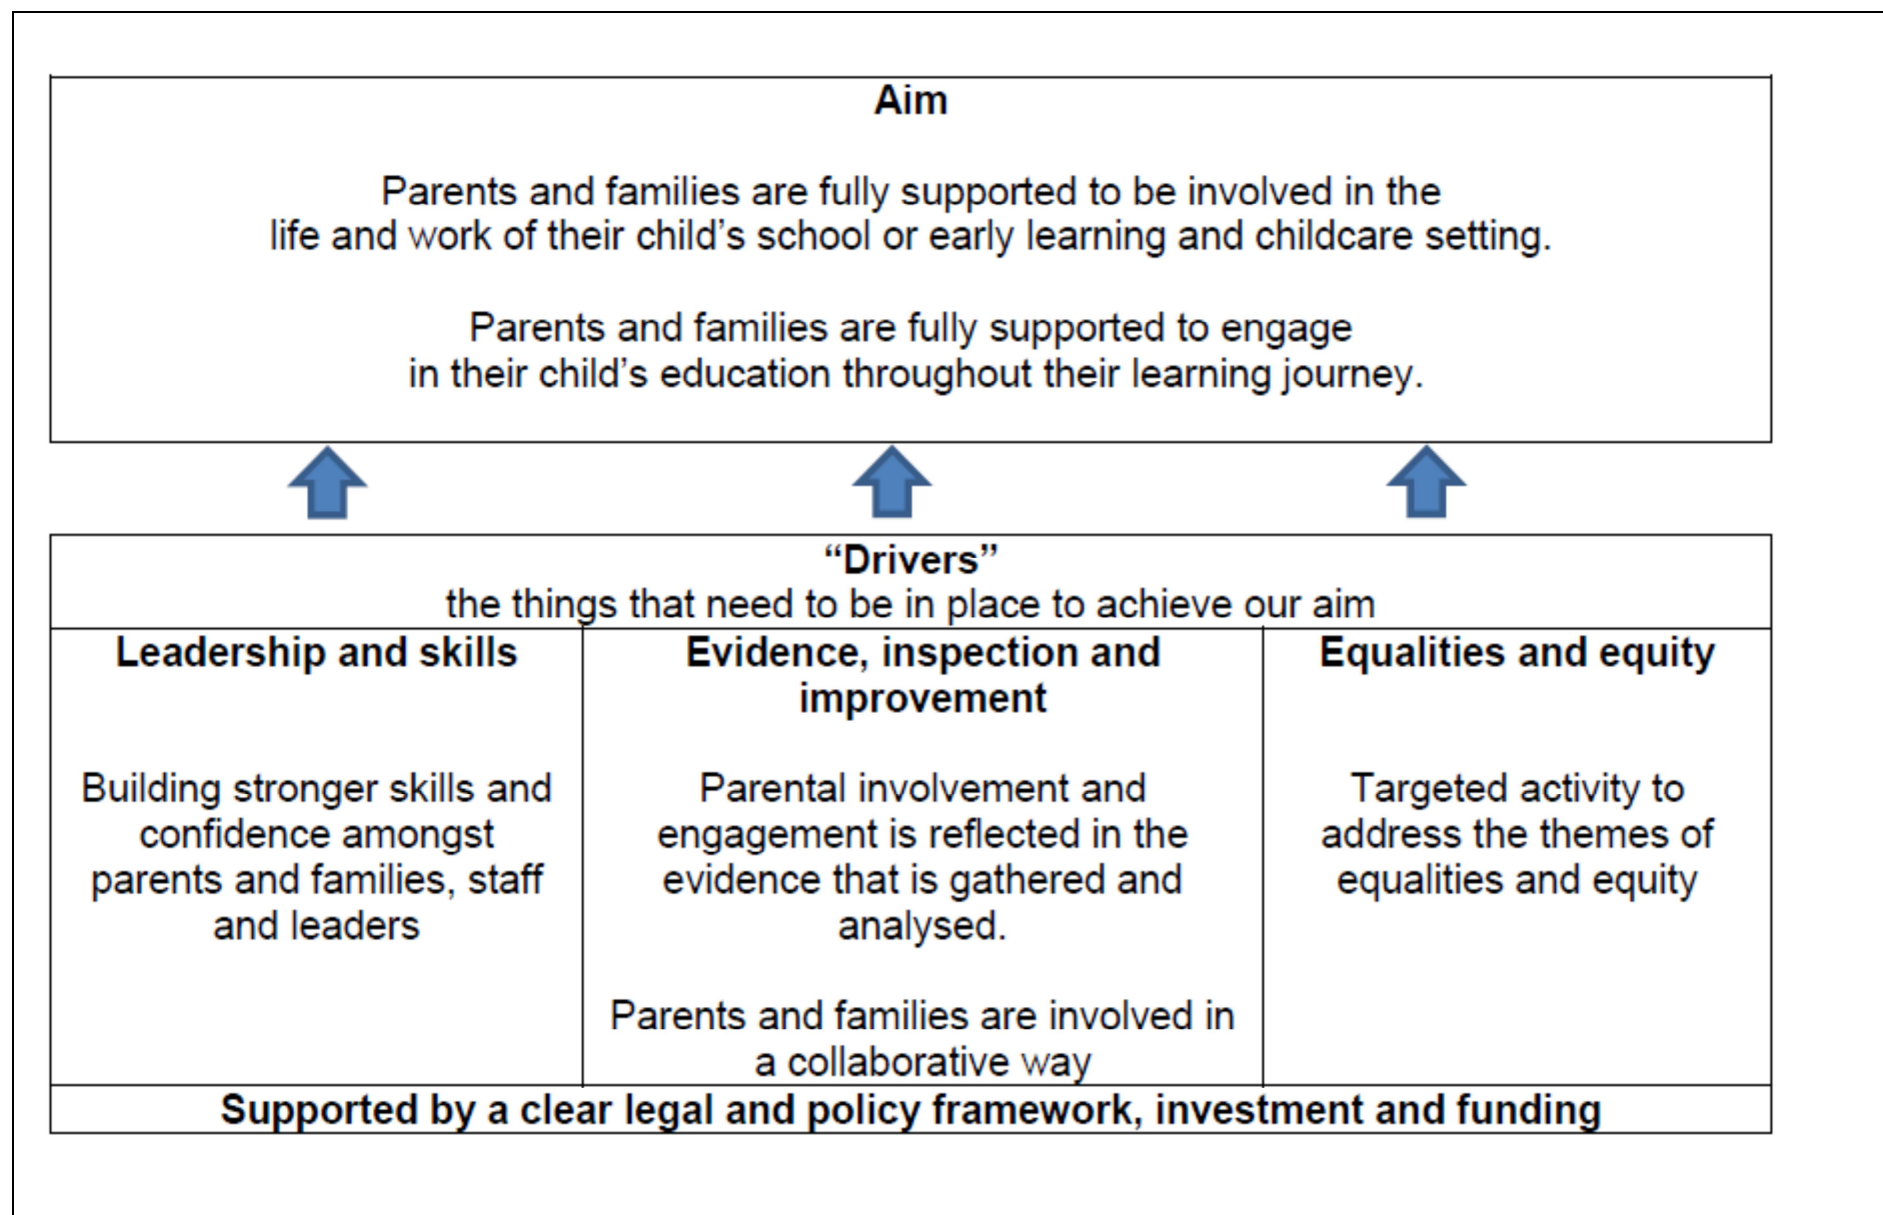 Aim
Parents and families are fully supported to be involved in the
life and work of their child’s school or early learning and childcare setting.
Parents and families are fully supported to engage
in their child’s education throughout their learning journey.
“Drivers”
the things that need to be in place to achieve our aim
Leadership and skills
Building stronger skills and
confidence amongst
parents and families, staff
and leaders
Evidence, inspection and
improvement
Parental involvement and
engagement is reflected in the
evidence that is gathered and
analysed.
Parents and families are involved in
a collaborative way
Equalities and equity
Targeted activity to
address the themes of
equalities and equity
Supported by a clear legal and policy framework, investment and funding